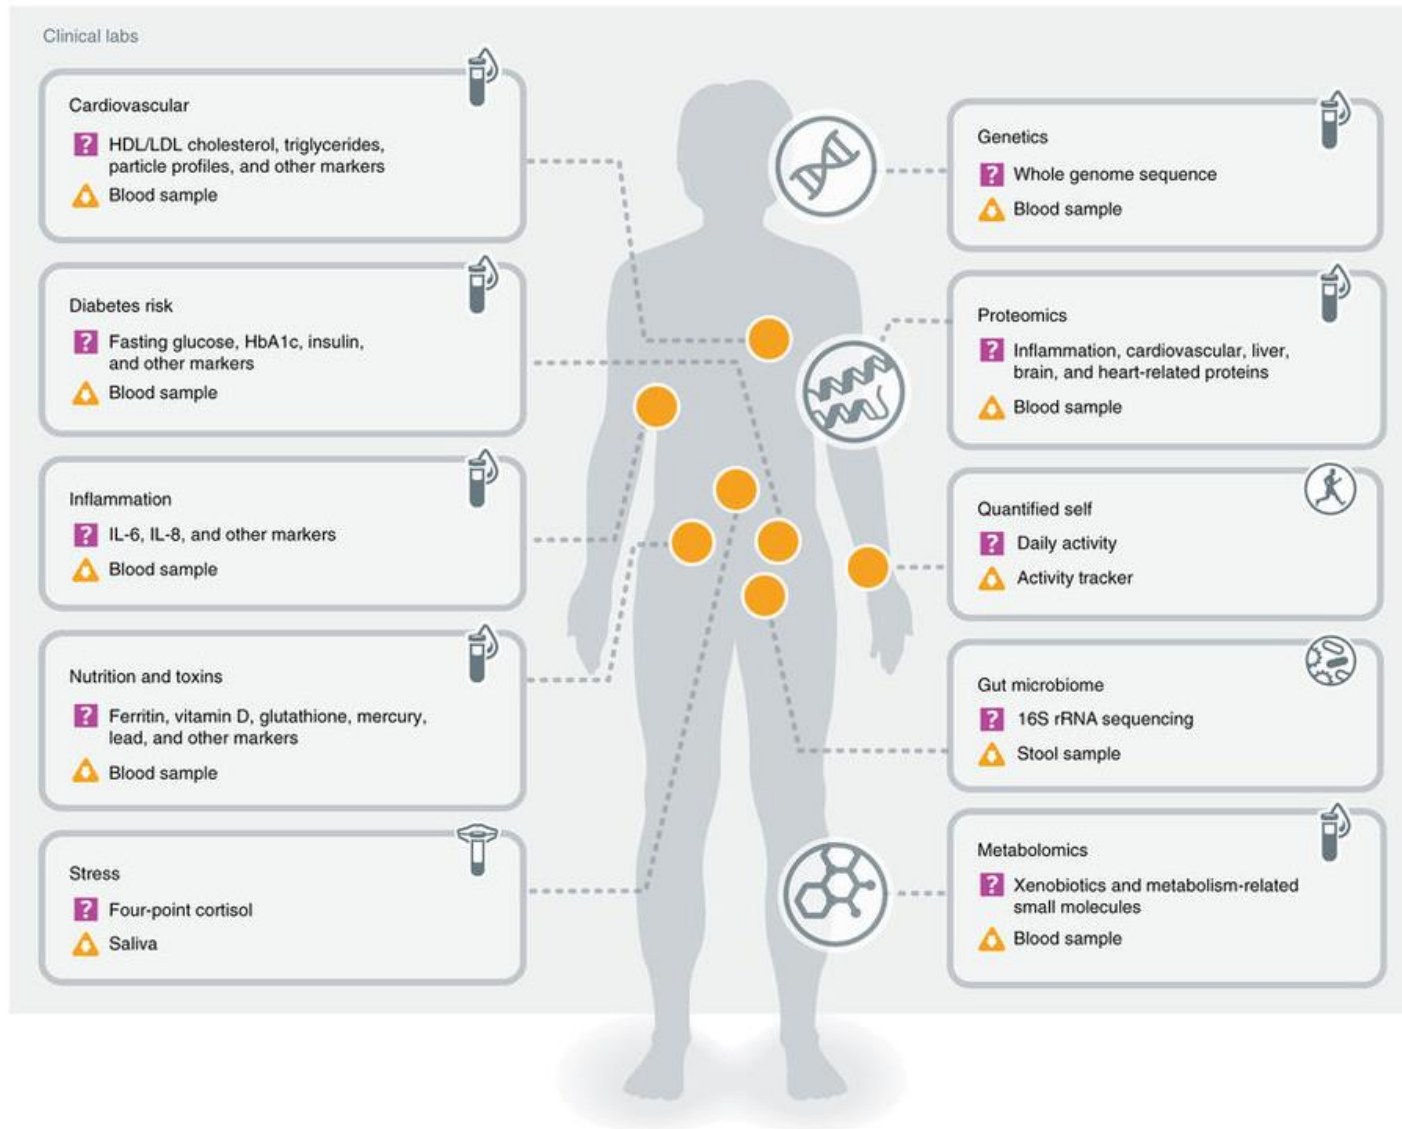 Clinical labs
Cardiovascular
? HDL/LDL cholesterol, triglycerides,
particle profiles, and other markers
Blood sample
Diabetes risk
? Fasting glucose, HbA1c, insulin,
and other markers
Blood sample
Inflammation
? IL-6, IL-8, and other markers
Blood sample
Nutrition and toxins
? Ferritin, vitamin D, glutathione, mercury,
lead, and other markers
Blood sample
Stress
? Four-point cortisol
Saliva
Genetics
? Whole genome sequence
Blood sample
Proteomics
? Inflammation, cardiovascular, liver,
brain, and heart-related proteins
Blood sample
Quantified self
? Daily activity
Activity tracker
Gut microbiome
? 16S rRNA sequencing
Stool sample
Metabolomics
? Xenobiotics and metabolism-related
small molecules
Blood sample